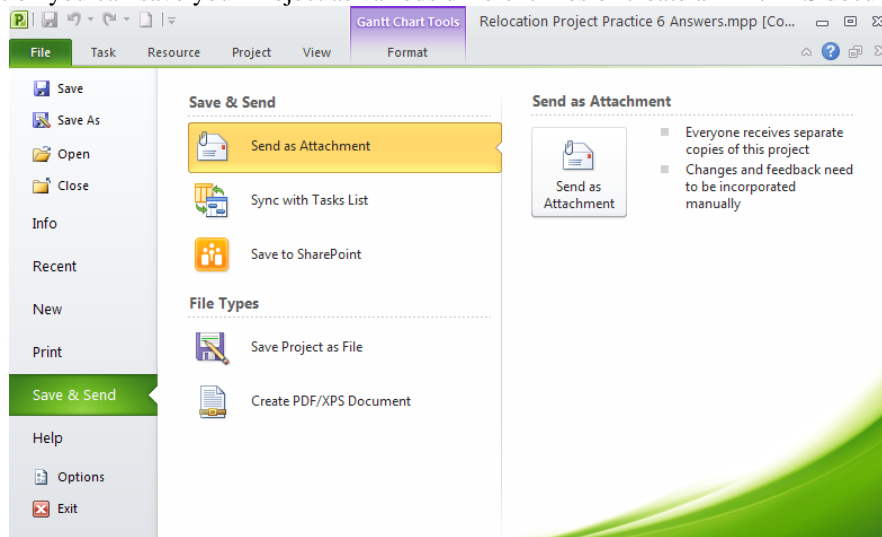 Gantt Chart Tools Relocation Project Practice 6 Answers.mpp [Co...
File Task Resource Project View Format
Save
Save As
Open
Close
Info
Recent
New
Print
Save & Send
Help
Options
Exit
Save & Send
Send as Attachment
Sync with Tasks List
Save to SharePoint
File Types
Save Project as File
Create PDF/XPS Document
Send as Attachment
Send as
Attachment
Everyone receives separate
copies of this project
Changes and feedback need
to be incorporated
manually